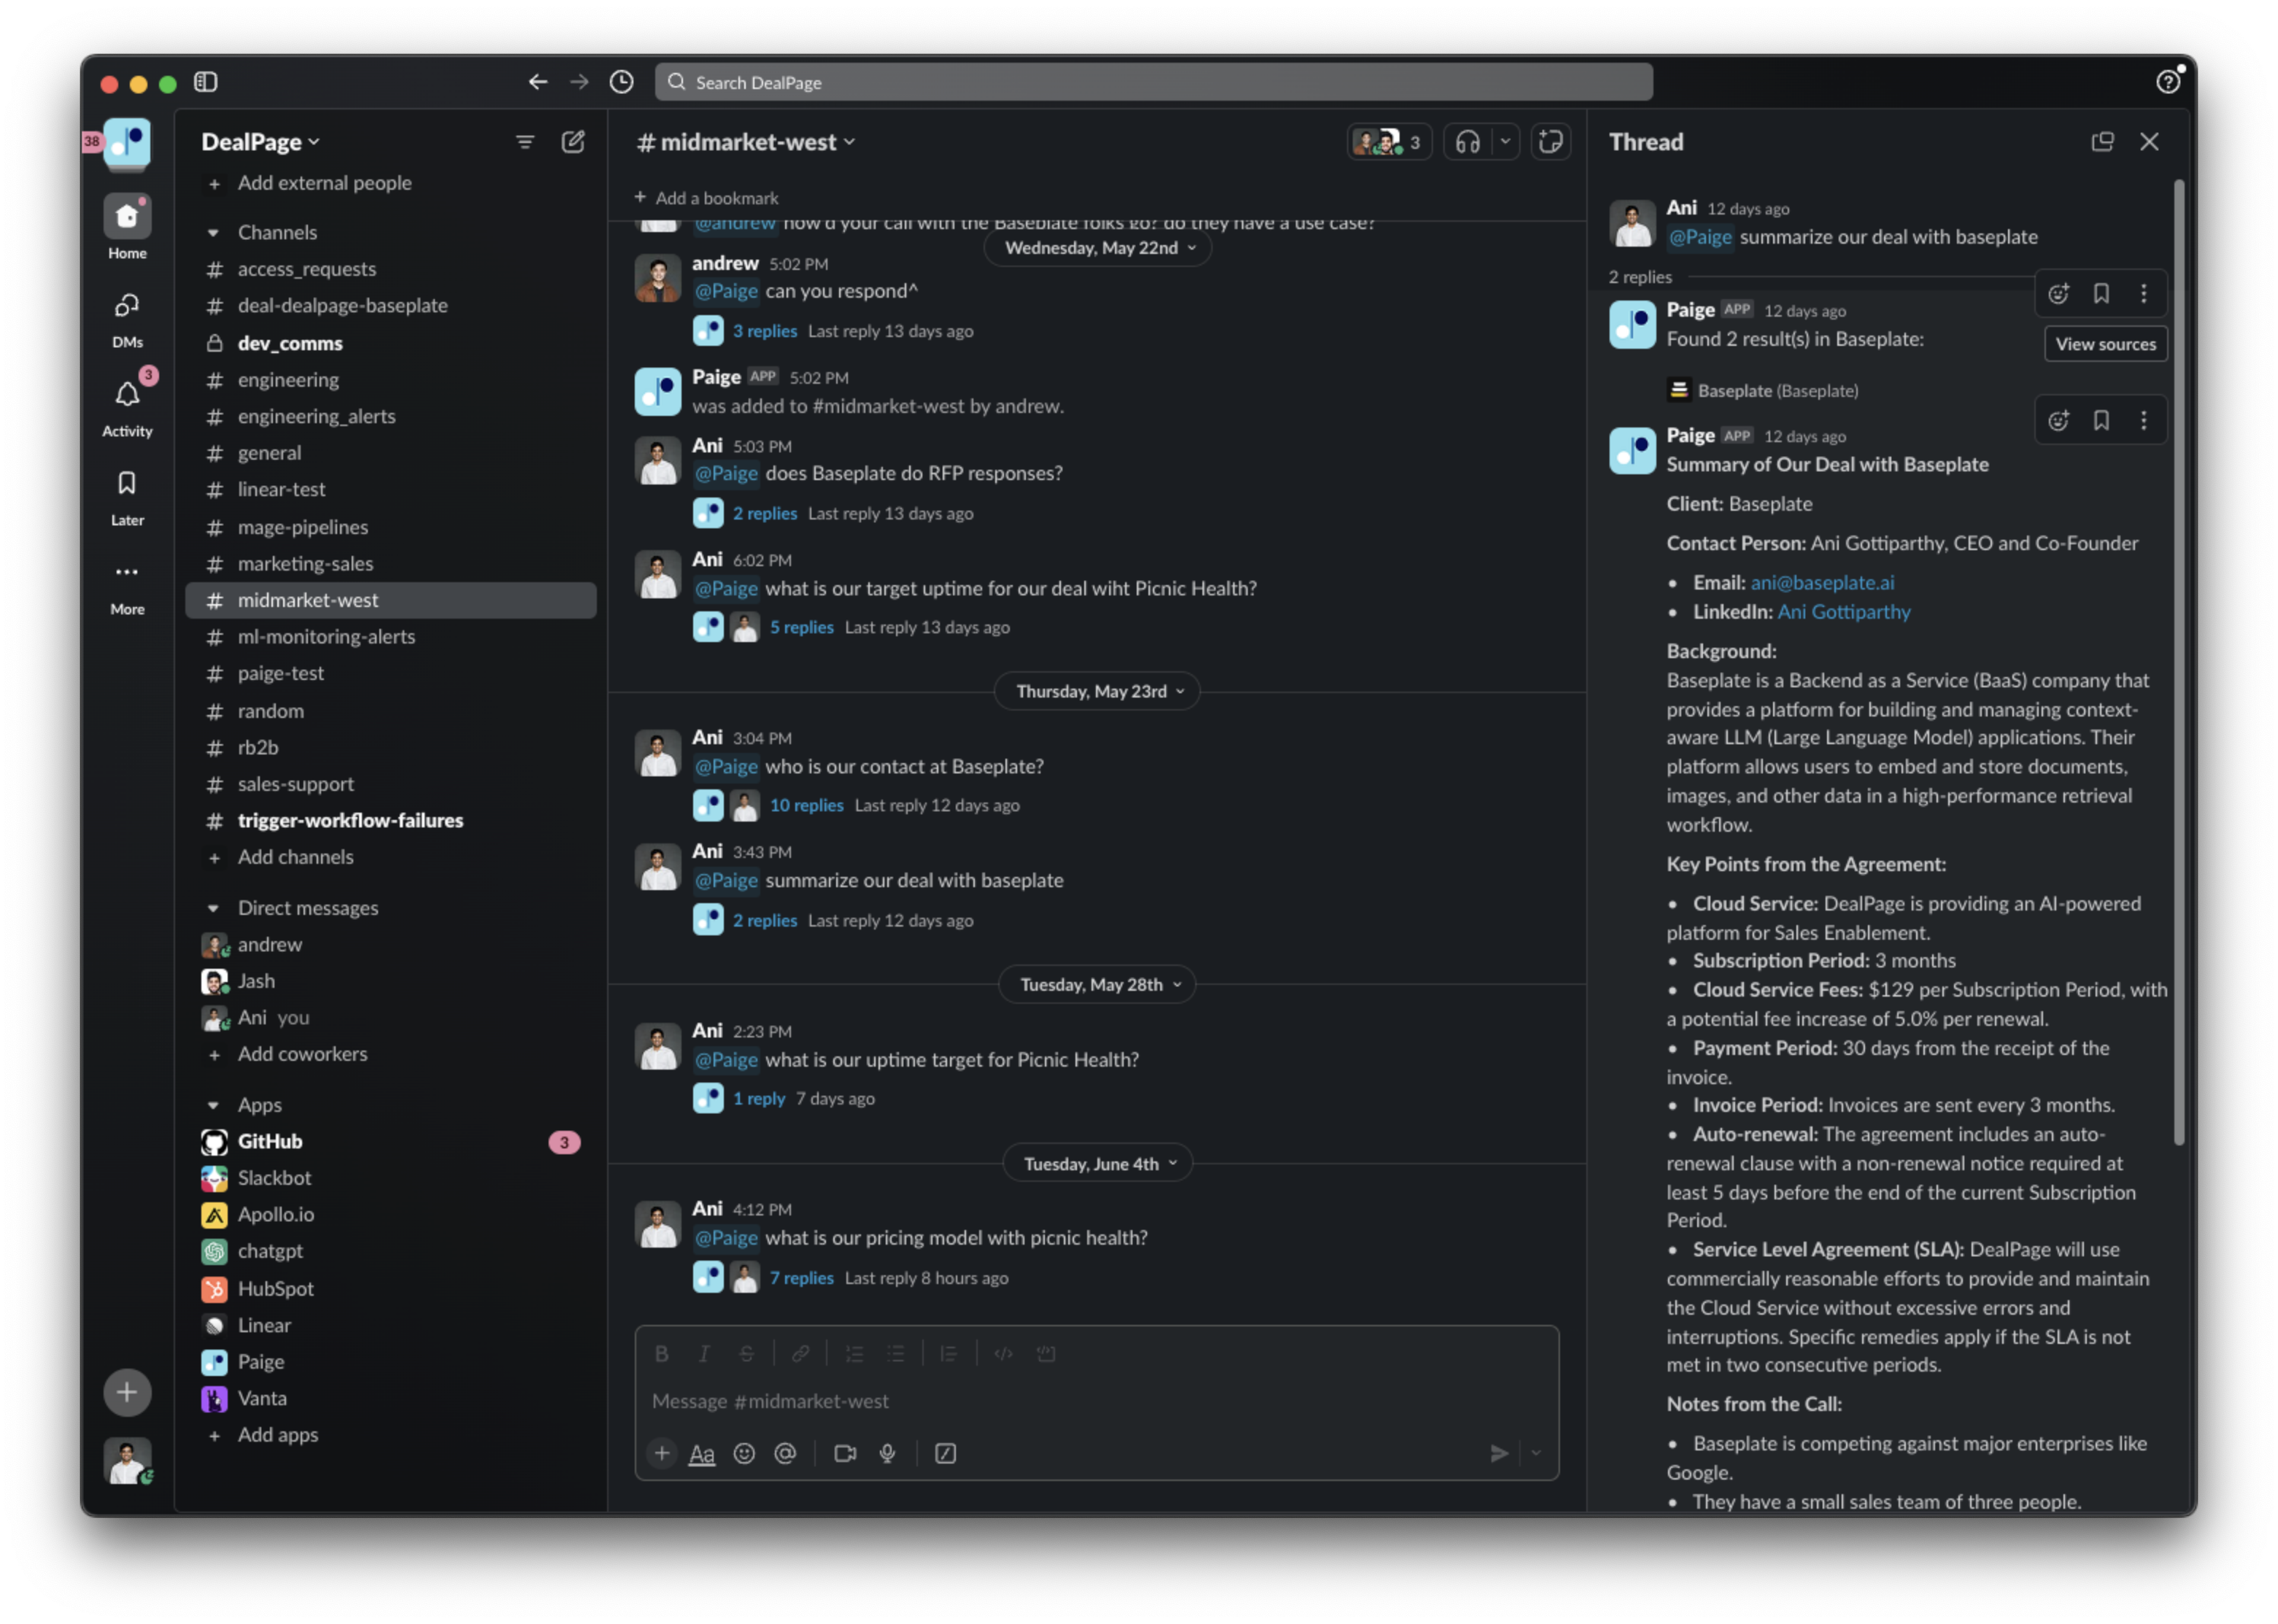 Search DealPage
38
Home
DMs
3
Activity
Later
More
DealPage
+ Add external people
Channels
# access_requests
# deal-dealpage-baseplate
dev_comms
# engineering
# engineering_alerts
# general
# linear-test
# mage-pipelines
# marketing-sales
# midmarket-west
# ml-monitoring-alerts
# paige-test
# random
# rb2b
# sales-support
# trigger-workflow-failures
+ Add channels
Direct messages
andrew
Jash
Ani you
+ Add coworkers
Apps
GitHub 3
Slackbot
Apollo.io
chatgpt
HubSpot
Linear
Paige
Vanta
+ Add apps
# midmarket-west
3
+ Add a bookmark
@andrew how'd your call with the Baseplate folks go? do they have a use case?
Wednesday, May 22nd
andrew 5:02 PM
@Paige can you respond^
3 replies Last reply 13 days ago
Paige APP 5:02 PM
was added to #midmarket-west by andrew.
Ani 5:03 PM
@Paige does Baseplate do RFP responses?
2 replies Last reply 13 days ago
Ani 6:02 PM
@Paige what is our target uptime for our deal wiht Picnic Health?
5 replies Last reply 13 days ago
Thursday, May 23rd
Ani 3:04 PM
@Paige who is our contact at Baseplate?
10 replies Last reply 12 days ago
Ani 3:43 PM
@Paige summarize our deal with baseplate
2 replies Last reply 12 days ago
Tuesday, May 28th
Ani 2:23 PM
@Paige what is our uptime target for Picnic Health?
1 reply 7 days ago
Tuesday, June 4th
Ani 4:12 PM
@Paige what is our pricing model with picnic health?
7 replies Last reply 8 hours ago
Message #midmarket-west
Aa
Thread
Ani 12 days ago
@Paige summarize our deal with baseplate
2 replies
Paige APP 12 days ago
Found 2 result(s) in Baseplate:
View sources
Baseplate (Baseplate)
Paige APP 12 days ago
Summary of Our Deal with Baseplate
Client: Baseplate
Contact Person: Ani Gottiparthy, CEO and Co-Founder
• Email: ani@baseplate.ai
• LinkedIn: Ani Gottiparthy
Background:
Baseplate is a Backend as a Service (BaaS) company that
provides a platform for building and managing context-
aware LLM (Large Language Model) applications. Their
platform allows users to embed and store documents,
images, and other data in a high-performance retrieval
workflow.
Key Points from the Agreement:
• Cloud Service: DealPage is providing an AI-powered
platform for Sales Enablement.
• Subscription Period: 3 months
• Cloud Service Fees: $129 per Subscription Period, with
a potential fee increase of 5.0% per renewal.
• Payment Period: 30 days from the receipt of the
invoice.
• Invoice Period: Invoices are sent every 3 months.
• Auto-renewal: The agreement includes an auto-
renewal clause with a non-renewal notice required at
least 5 days before the end of the current Subscription
Period.
• Service Level Agreement (SLA): DealPage will use
commercially reasonable efforts to provide and maintain
the Cloud Service without excessive errors and
interruptions. Specific remedies apply if the SLA is not
met in two consecutive periods.
Notes from the Call:
• Baseplate is competing against major enterprises like
Google.
• They have a small sales team of three people.